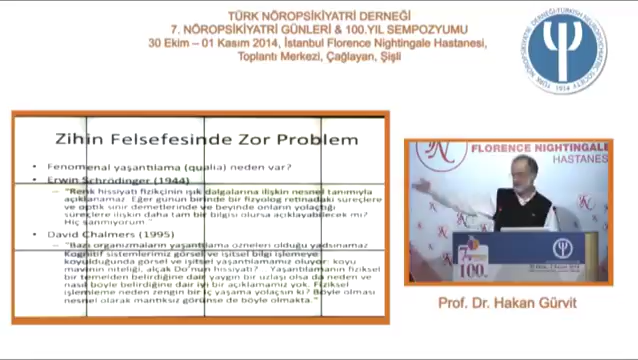 TÜRK NÖROPSİKİYATRİ DERNEĞİ
7. NÖROPSİKİYATRİ GÜNLERİ & 100.YIL SEMPOZYUMU
30 Ekim – 01 Kasım 2014, İstanbul Florence Nightingale Hastanesi,
Toplantı Merkezi, Çağlayan, Şişli
Zihin Felsefesinde Zor Problem
• Fenomenal yaşantılama (qualia) neden var?
• Erwin Schrödinger (1944)
– "Renk hissiyatı fizikçinin ışık dalgalarına ilişkin nesnel tanımıyla
açıklanamaz. Eğer günun birinde bir fizyolog retinadaki süreçlere
ve optik sinir demetlerinde ve beyinde onların yolaçtığı
süreçlere ilişkin daha tam bir bilgisi olursa açıklayabilecek mi?
Hiç sanmıyorum."
• David Chalmers (1995)
– "Bazı organizmaların yaşantılama özneleri olduğu yadsınamaz
Kognitif sistemlerimiz görsel ve işitsel bilgi işlemeye
koyulduğunda görsel ve işitsel yaşantılamamız oluyor: koyu
mavinin niteliği, alçak Do'nun hissiyatı? Yaşantılamanın fiziksel
bir temelden belirdiğine dair yaygın bir uzlaşı olsa da neden ve
nasıl böyle belirdiğine dair iyi bir açıklamamız yok. Fiziksel
işlemleme neden zengin bir iç yaşama yolaçsın ki? Böyle olması
nesnel olarak mantıksız görünse de böyle olmakta."
FLORENCE NIGHTINGALE
HASTANESİ
100.
Prof. Dr. Hakan Gürvit